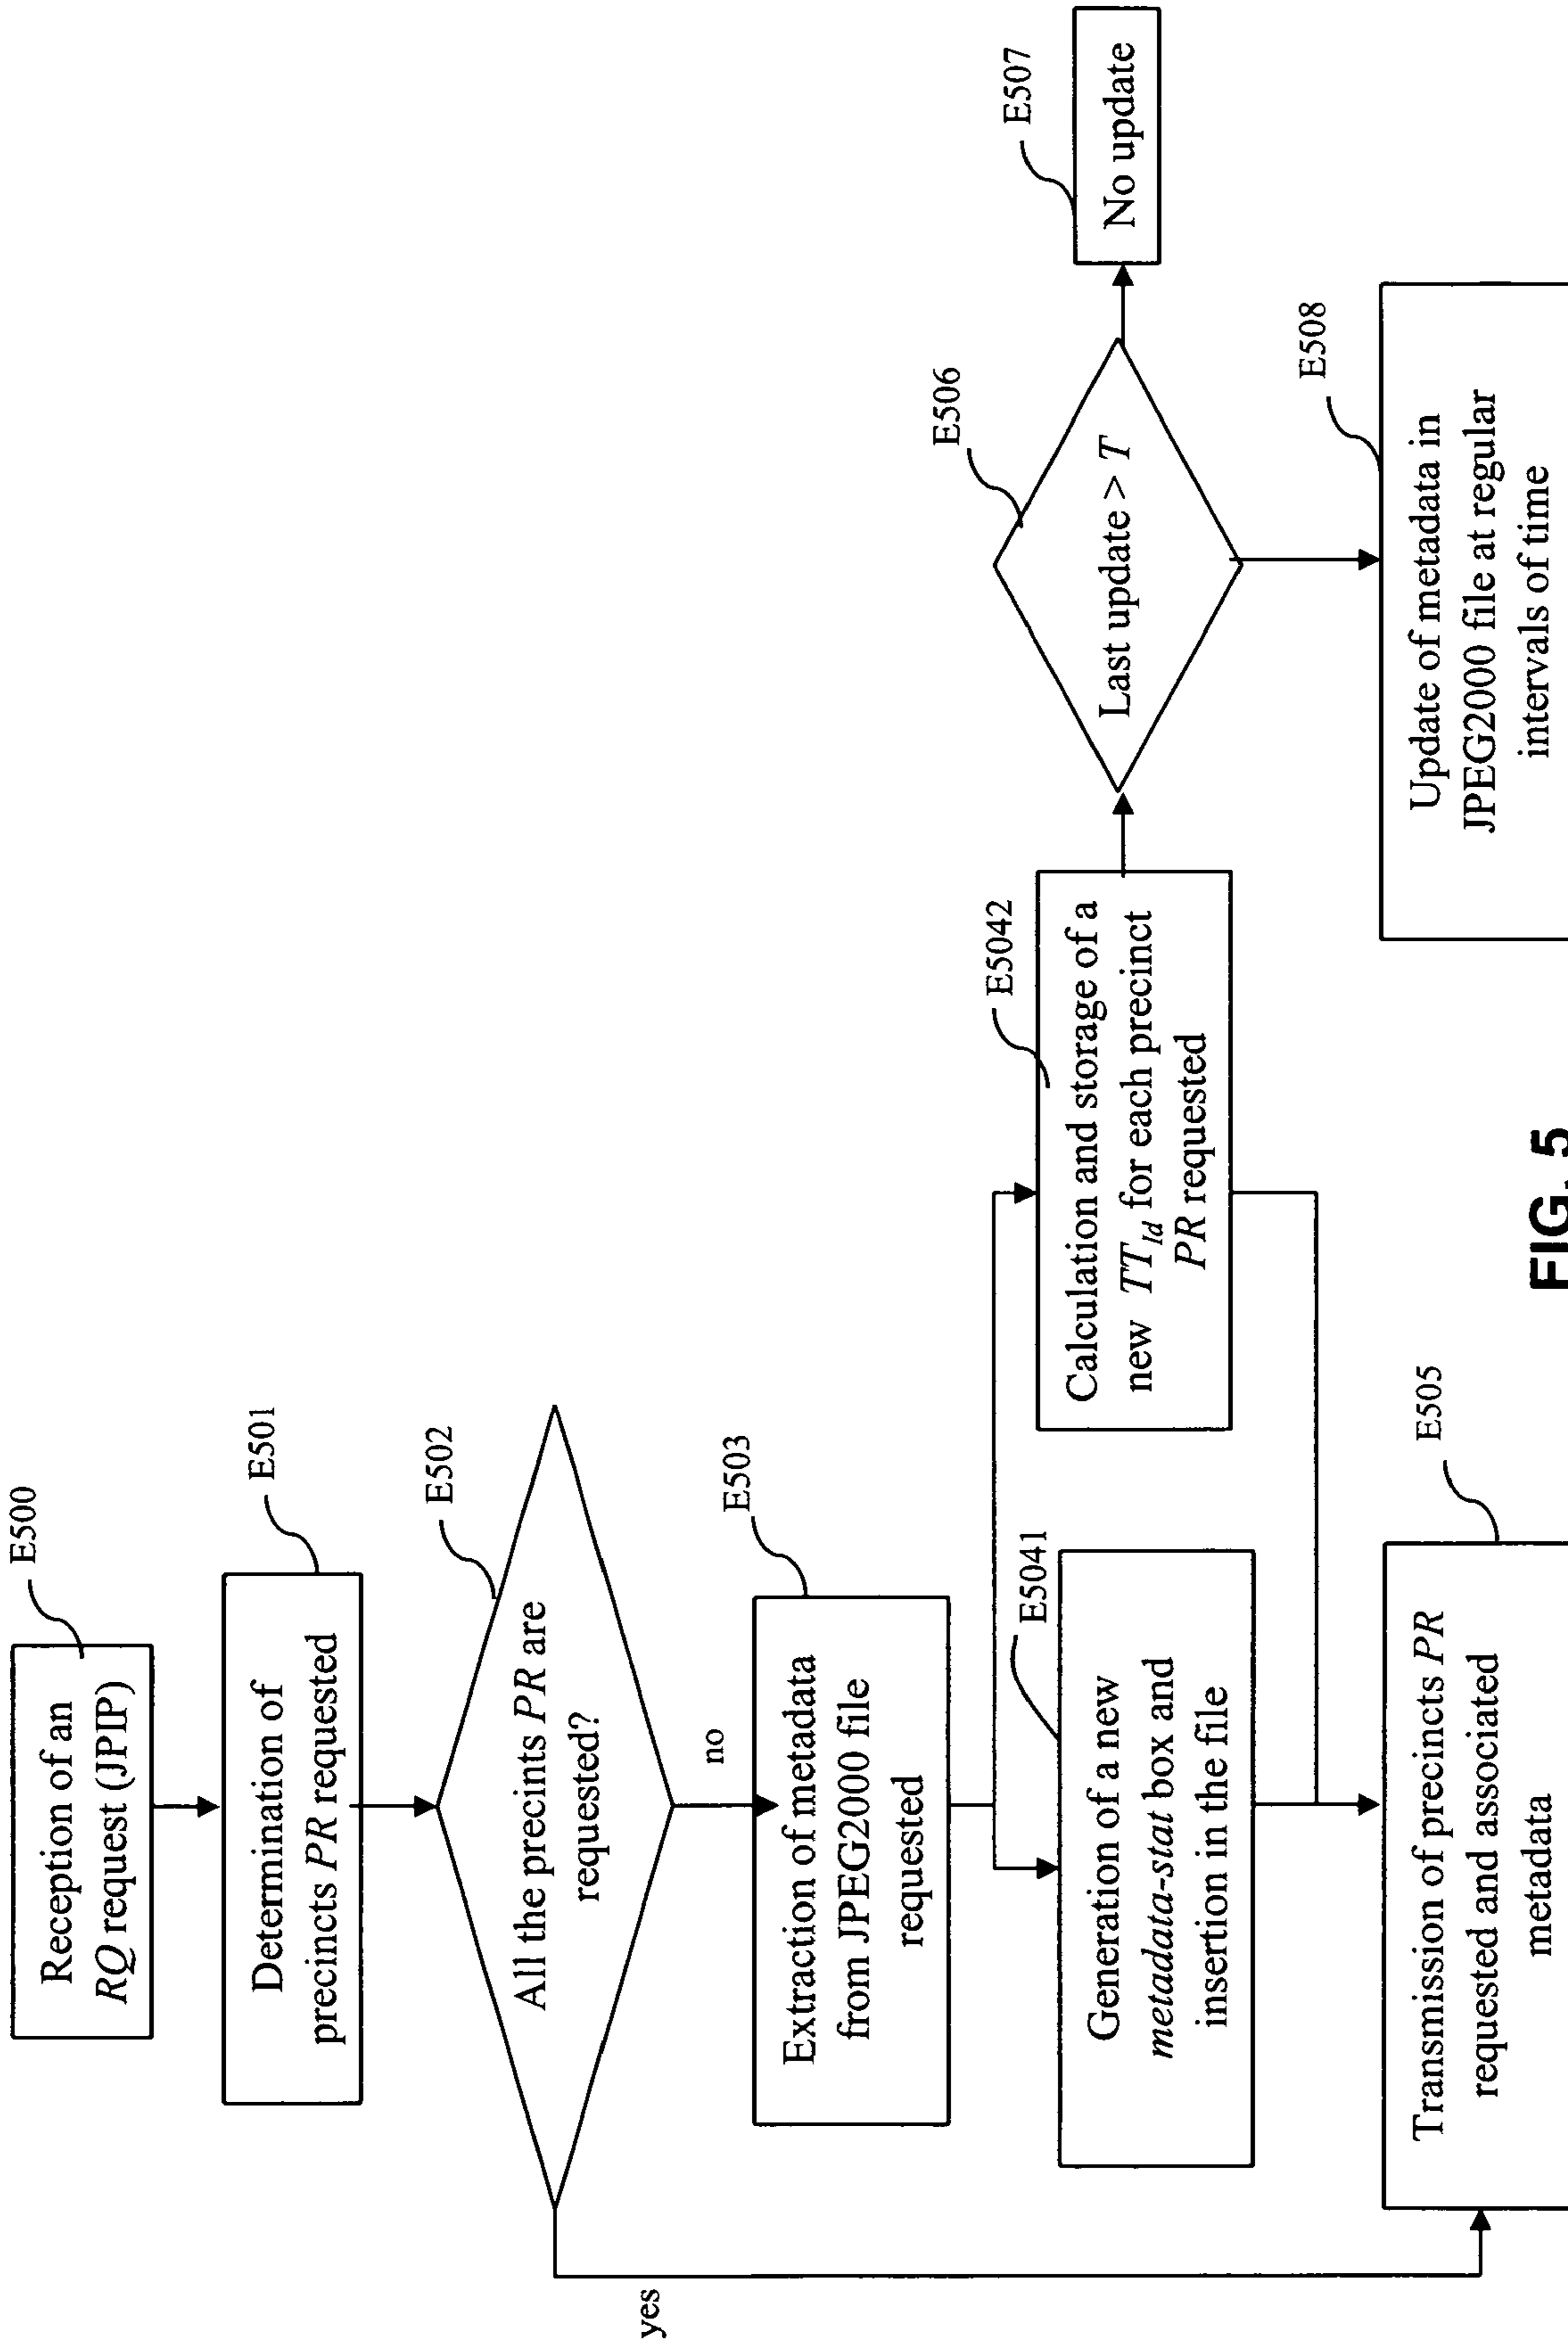 E500
Reception of an
RQ request (JPIP)
E501
Determination of
precincts PR requested
E502
All the precints PR are
requested?
yes
no
E503
Extraction of metadata
from JPEG2000 file
requested
E5041
Generation of a new
metadata-stat box and
insertion in the file
E5042
Calculation and storage of a
new TT_Id for each precinct
PR requested
E506
Last update > T
E507
No update
E508
Update of metadata in
JPEG2000 file at regular
intervals of time
E505
Transmission of precincts PR
requested and associated
metadata
FIG. 5